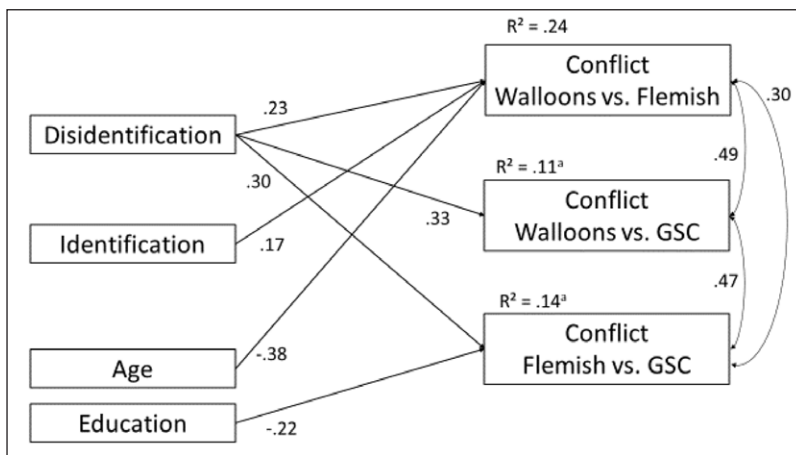 R² = .24
Conflict
Walloons vs. Flemish
.30
.23
Disidentification
.49
R² = .11ᵃ
.30
.33
Conflict
Walloons vs. GSC
Identification
.17
.47
R² = .14ᵃ
Conflict
Flemish vs. GSC
Age
-.38
Education
-.22